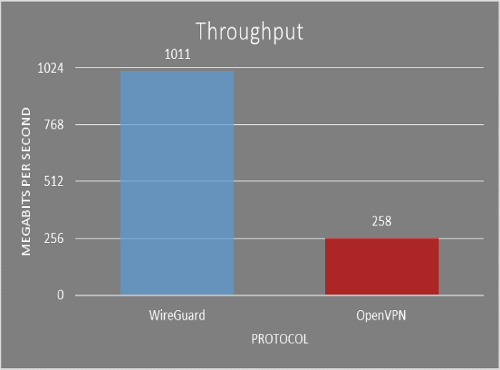 Throughput
1011
1024
768
512
258
256
0
MEGABITS PER SECOND
WireGuard
OpenVPN
PROTOCOL